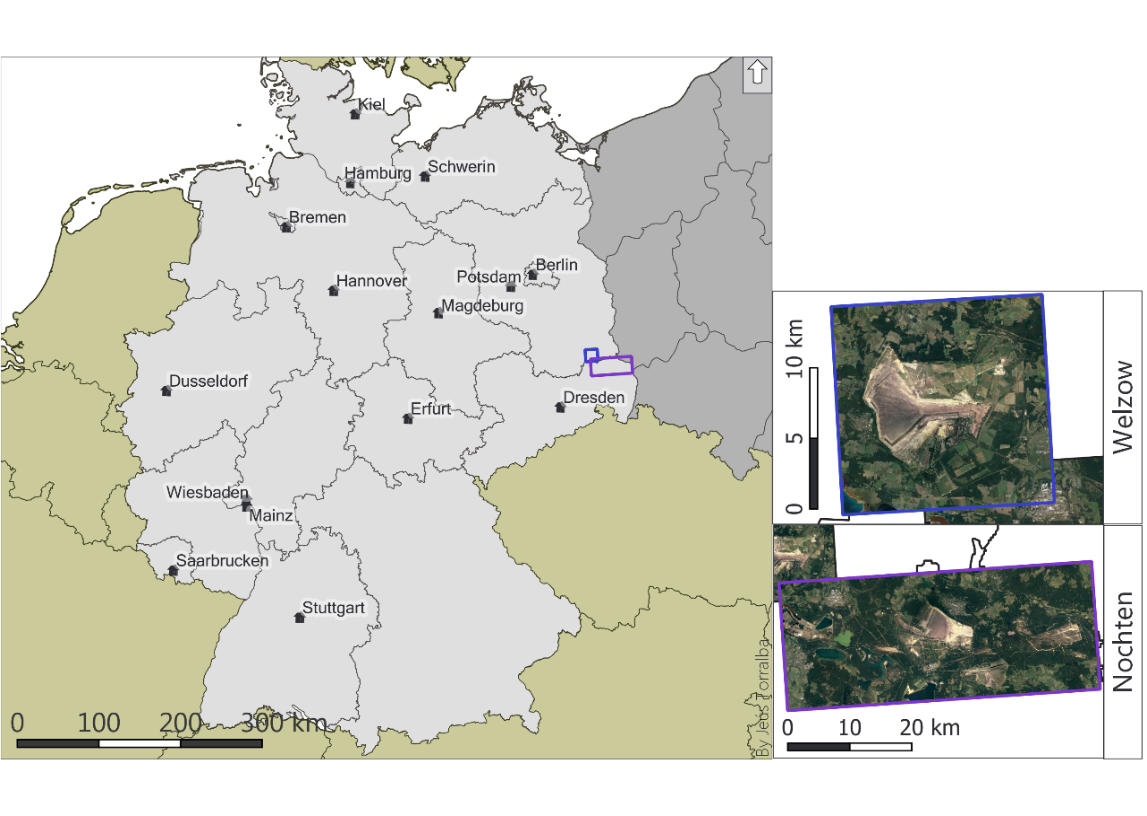 Kiel
Hamburg
Schwerin
Bremen
Berlin
Potsdam
Hannover
Magdeburg
Dusseldorf
Erfurt
Dresden
Wiesbaden
Mainz
Saarbrucken
Stuttgart
0 100 200 300 km
By Jeus Torralba
10 km
5
0
Welzow
Nochten
0 10 20 km